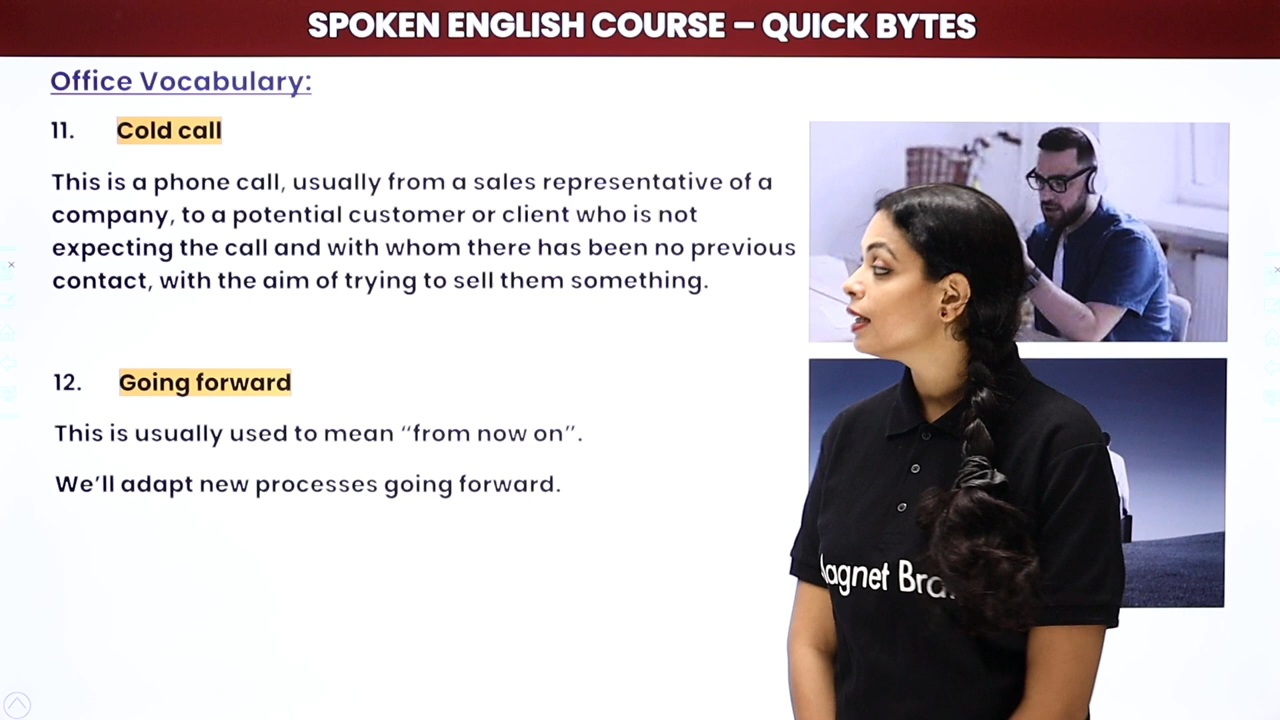 SPOKEN ENGLISH COURSE – QUICK BYTES
Office Vocabulary:
11. Cold call
This is a phone call, usually from a sales representative of a
company, to a potential customer or client who is not
expecting the call and with whom there has been no previous
contact, with the aim of trying to sell them something.
12. Going forward
This is usually used to mean “from now on”.
We’ll adapt new processes going forward.
agnet Bra